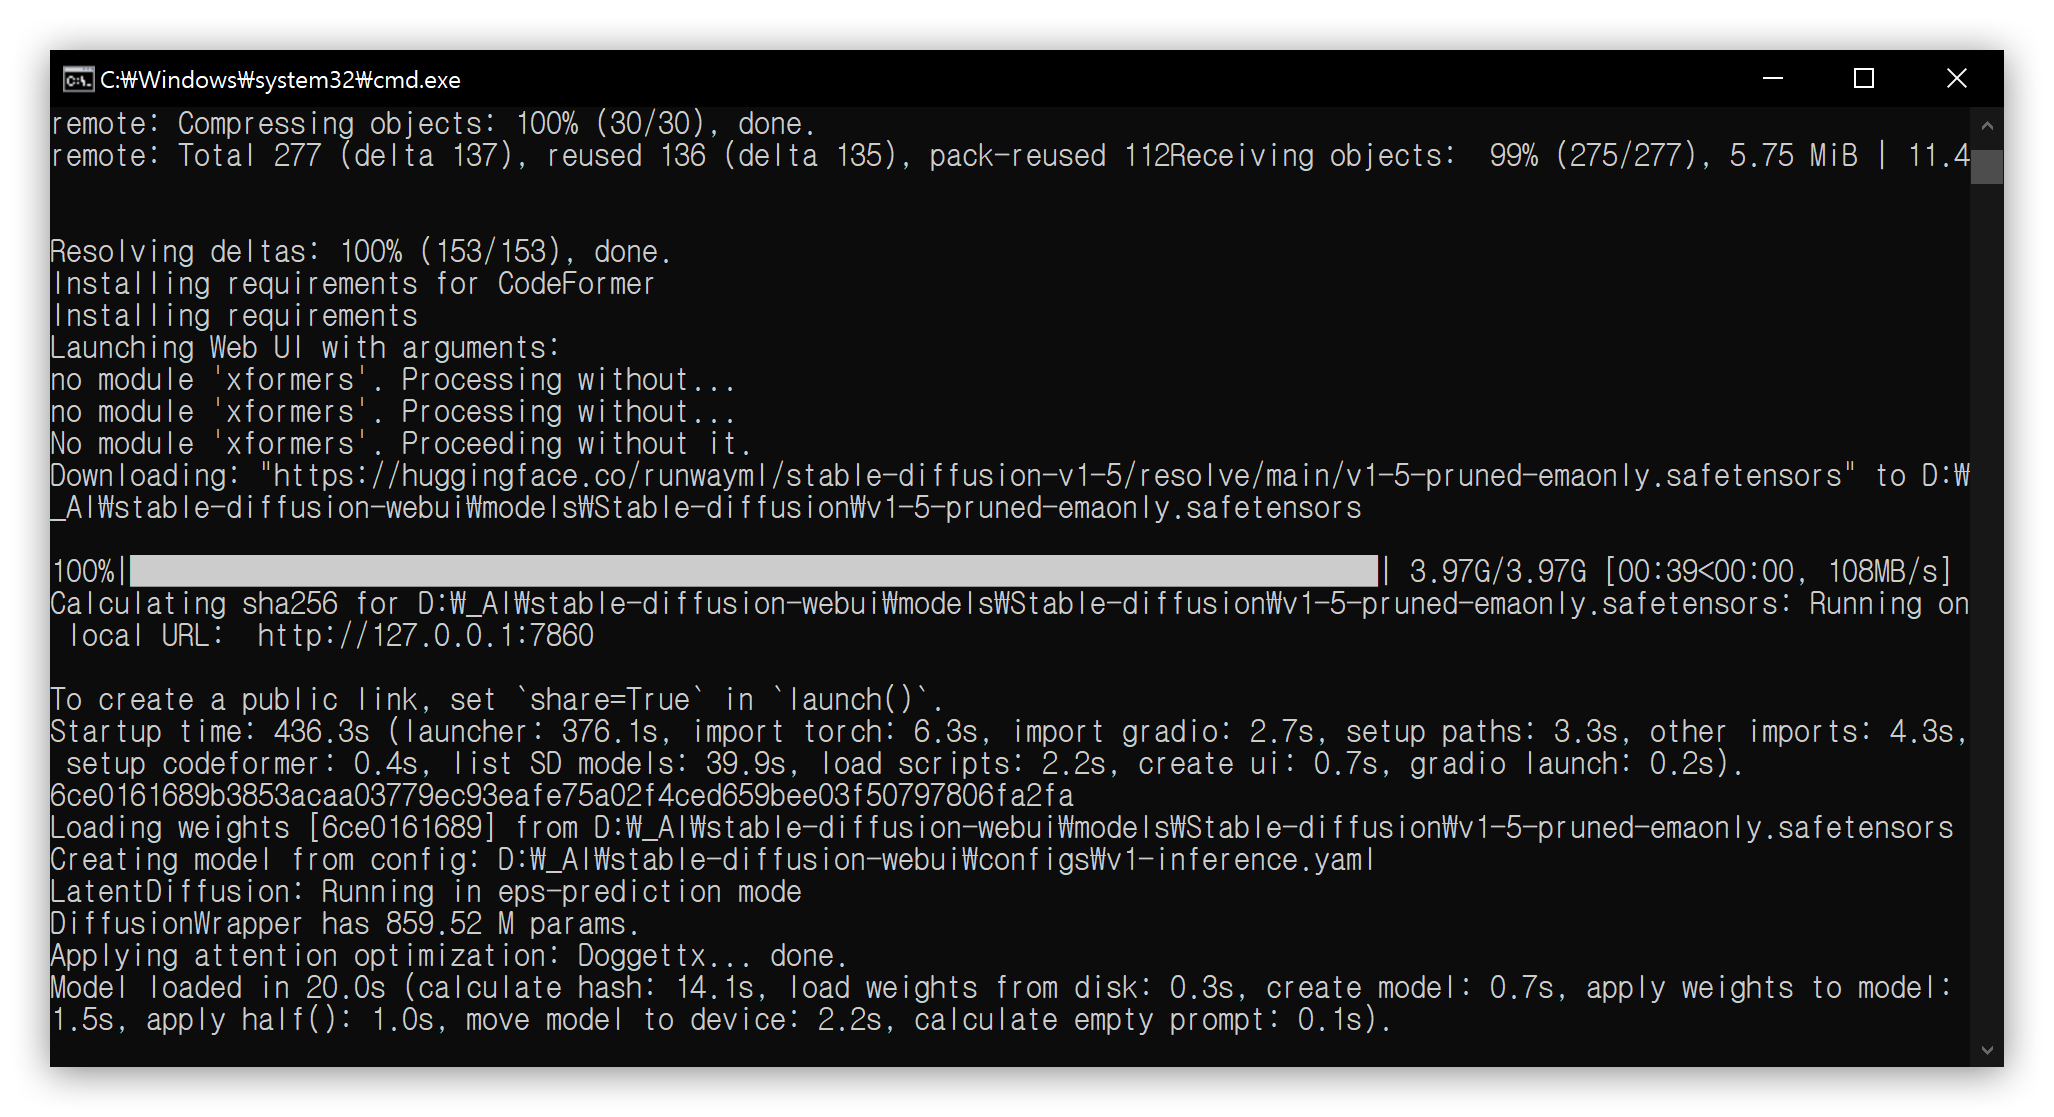 C:₩Windows₩system32₩cmd.exe
remote: Compressing objects: 100% (30/30), done.
remote: Total 277 (delta 137), reused 136 (delta 135), pack-reused 112Receiving objects:  99% (275/277), 5.75 MiB | 11.4
Resolving deltas: 100% (153/153), done.
Installing requirements for CodeFormer
Installing requirements
Launching Web UI with arguments:
no module 'xformers'. Processing without...
no module 'xformers'. Processing without...
No module 'xformers'. Proceeding without it.
Downloading: "https://huggingface.co/runwayml/stable-diffusion-v1-5/resolve/main/v1-5-pruned-emaonly.safetensors" to D:₩
_AI₩stable-diffusion-webui₩models₩Stable-diffusion₩v1-5-pruned-emaonly.safetensors
100%|██████████| 3.97G/3.97G [00:39<00:00, 108MB/s]
Calculating sha256 for D:₩_AI₩stable-diffusion-webui₩models₩Stable-diffusion₩v1-5-pruned-emaonly.safetensors: Running on
 local URL:  http://127.0.0.1:7860
To create a public link, set `share=True` in `launch()`.
Startup time: 436.3s (launcher: 376.1s, import torch: 6.3s, import gradio: 2.7s, setup paths: 3.3s, other imports: 4.3s,
 setup codeformer: 0.4s, list SD models: 39.9s, load scripts: 2.2s, create ui: 0.7s, gradio launch: 0.2s).
6ce0161689b3853acaa03779ec93eafe75a02f4ced659bee03f50797806fa2fa
Loading weights [6ce0161689] from D:₩_AI₩stable-diffusion-webui₩models₩Stable-diffusion₩v1-5-pruned-emaonly.safetensors
Creating model from config: D:₩_AI₩stable-diffusion-webui₩configs₩v1-inference.yaml
LatentDiffusion: Running in eps-prediction mode
DiffusionWrapper has 859.52 M params.
Applying attention optimization: Doggettx... done.
Model loaded in 20.0s (calculate hash: 14.1s, load weights from disk: 0.3s, create model: 0.7s, apply weights to model:
1.5s, apply half(): 1.0s, move model to device: 2.2s, calculate empty prompt: 0.1s).